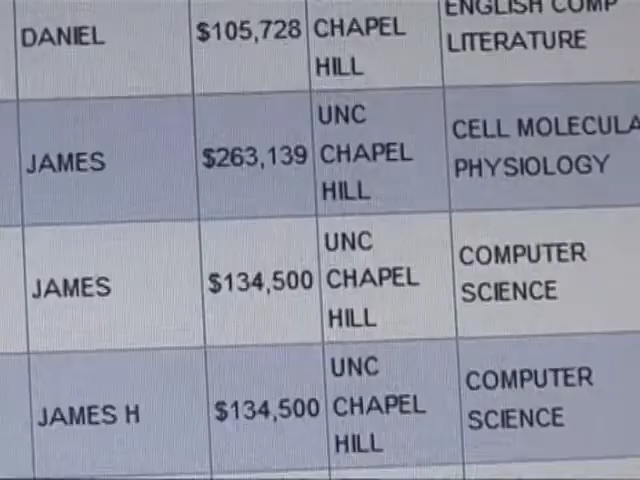 DANIEL $105,728 CHAPEL HILL ENGLISH COMP LITERATURE
JAMES $263,139 UNC CHAPEL HILL CELL MOLECULA PHYSIOLOGY
JAMES $134,500 UNC CHAPEL HILL COMPUTER SCIENCE
JAMES H $134,500 UNC CHAPEL HILL COMPUTER SCIENCE